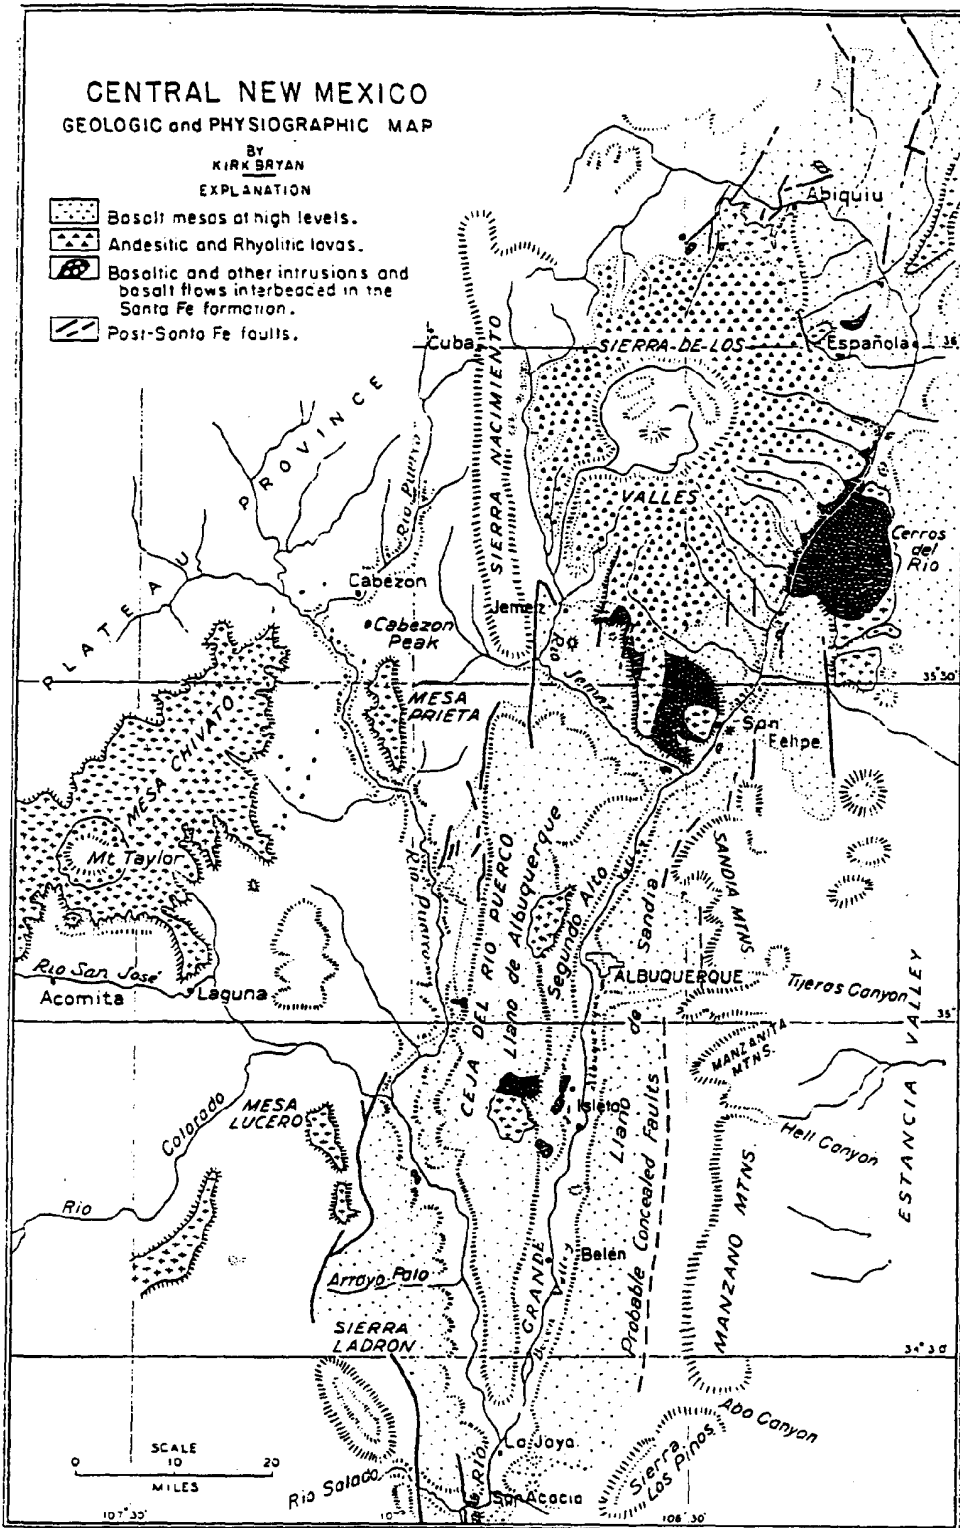 CENTRAL NEW MEXICO
GEOLOGIC and PHYSIOGRAPHIC MAP
BY
KIRK BRYAN
EXPLANATION
Basalt mesas at high levels.
Andesitic and Rhyolitic lavas.
Basaltic and other intrusions and
basalt flows interbeaced in the
Santa Fe formation.
Post-Santa Fe faults.
Abiquiu
Cuba
SIERRA-DE-LOS
Española
36
PLATEAU PROVINCE
Rio Puerco
SIERRA NACIMIENTO
VALLES
Cerros
del
Rio
Cabezon
Cabezon
Peak
Jemez
Rio Jemez
35°30'
MESA
PRIETA
San
Felipe
MESA CHIVATO
Mt Taylor
Rio Puerco
CEJA DEL RIO PUERCO
Llano de Albuquerque
Segundo Alto
SANDIA MTNS
Llano de Sandia
ALBUQUERQUE
Rio San José
Acomita
Laguna
Tijeras Canyon
35°
MANZANITA
MTNS.
ESTANCIA VALLEY
Albuquerque
MESA
LUCERO
Rio Colorado
Isleta
Hell Canyon
Probable Concealed Faults
MANZANO MTNS
Belén
Arroyo Pato
RIO GRANDE
Valley
SIERRA
LADRON
34°30'
Abo Canyon
La Joya
Sierra
Los Pinos
SCALE
0 10 20
MILES
Rio Salado
San Acacia
107°30'
106°30'